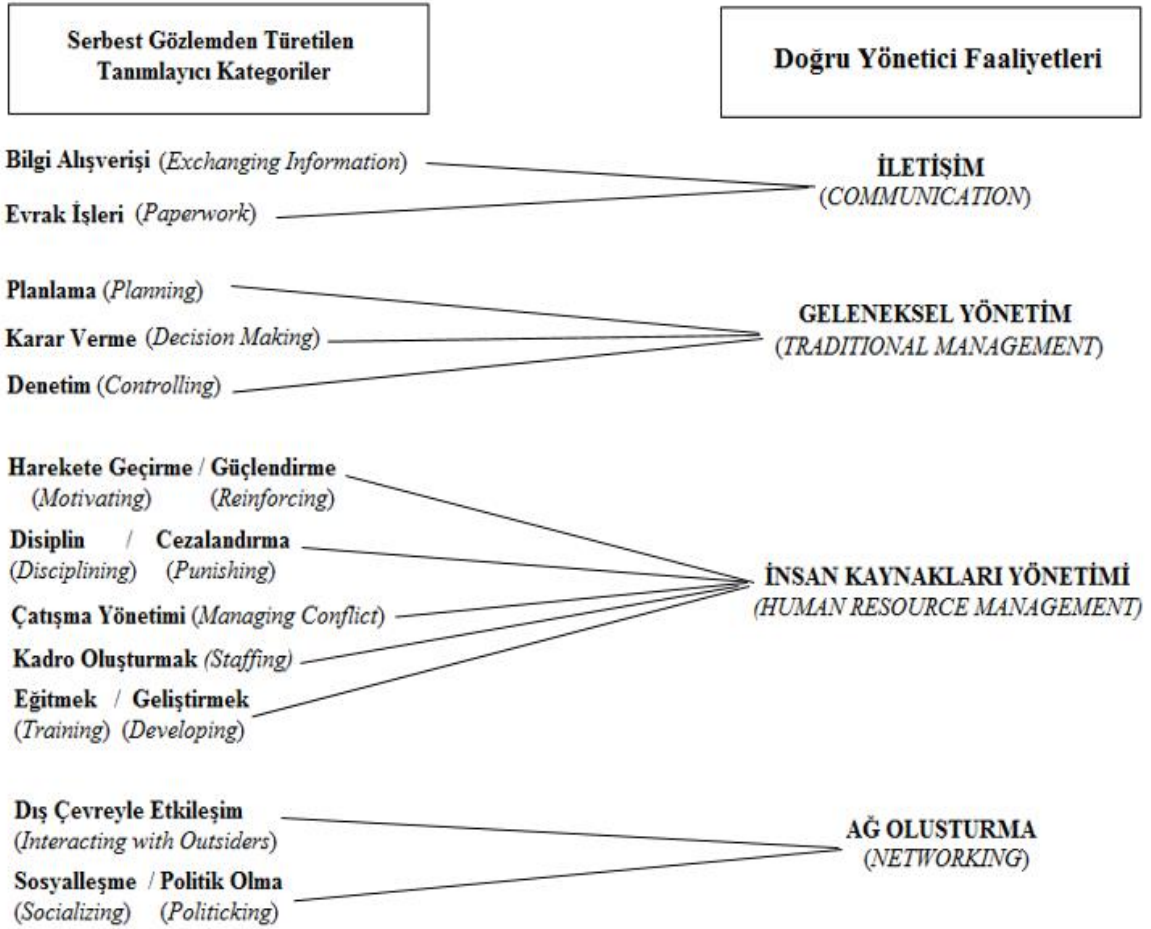 Serbest Gözlemden Türetilen
Tanımlayıcı Kategoriler
Doğru Yönetici Faaliyetleri
Bilgi Alışverişi (Exchanging Information)
Evrak İşleri (Paperwork)
İLETİŞİM
(COMMUNICATION)
Planlama (Planning)
Karar Verme (Decision Making)
Denetim (Controlling)
GELENEKSEL YÖNETİM
(TRADITIONAL MANAGEMENT)
Harekete Geçirme / Güçlendirme
(Motivating) (Reinforcing)
Disiplin / Cezalandırma
(Disciplining) (Punishing)
Çatışma Yönetimi (Managing Conflict)
Kadro Oluşturmak (Staffing)
Eğitmek / Geliştirmek
(Training) (Developing)
İNSAN KAYNAKLARI YÖNETİMİ
(HUMAN RESOURCE MANAGEMENT)
Dış Çevreyle Etkileşim
(Interacting with Outsiders)
Sosyalleşme / Politik Olma
(Socializing) (Politicking)
AĞ OLUSTURMA
(NETWORKING)